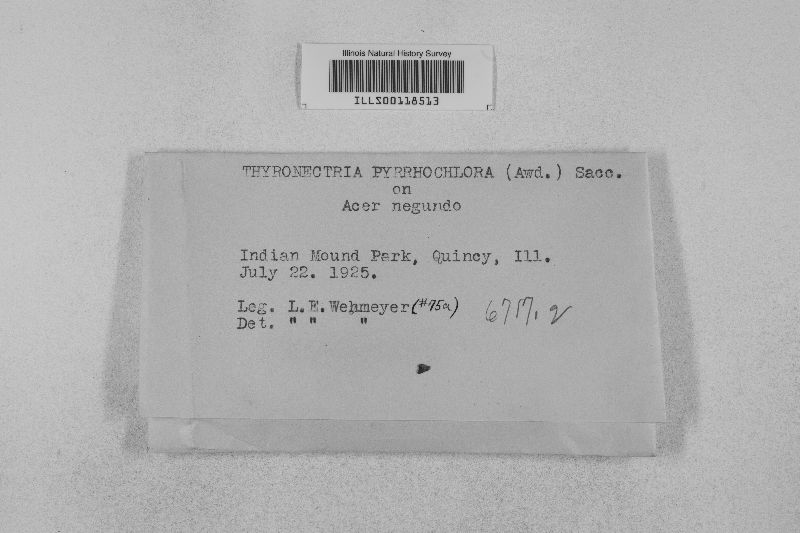 Illinois Natural History Survey
ILLS00118513
THYRONECTRIA PYRRHOCHLORA (Awd.) Sacc.
on
Acer negundo
Indian Mound Park, Quincy, Ill.
July 22. 1925.
Leg. L.E.Wehmeyer(#75a)
Det. " " "